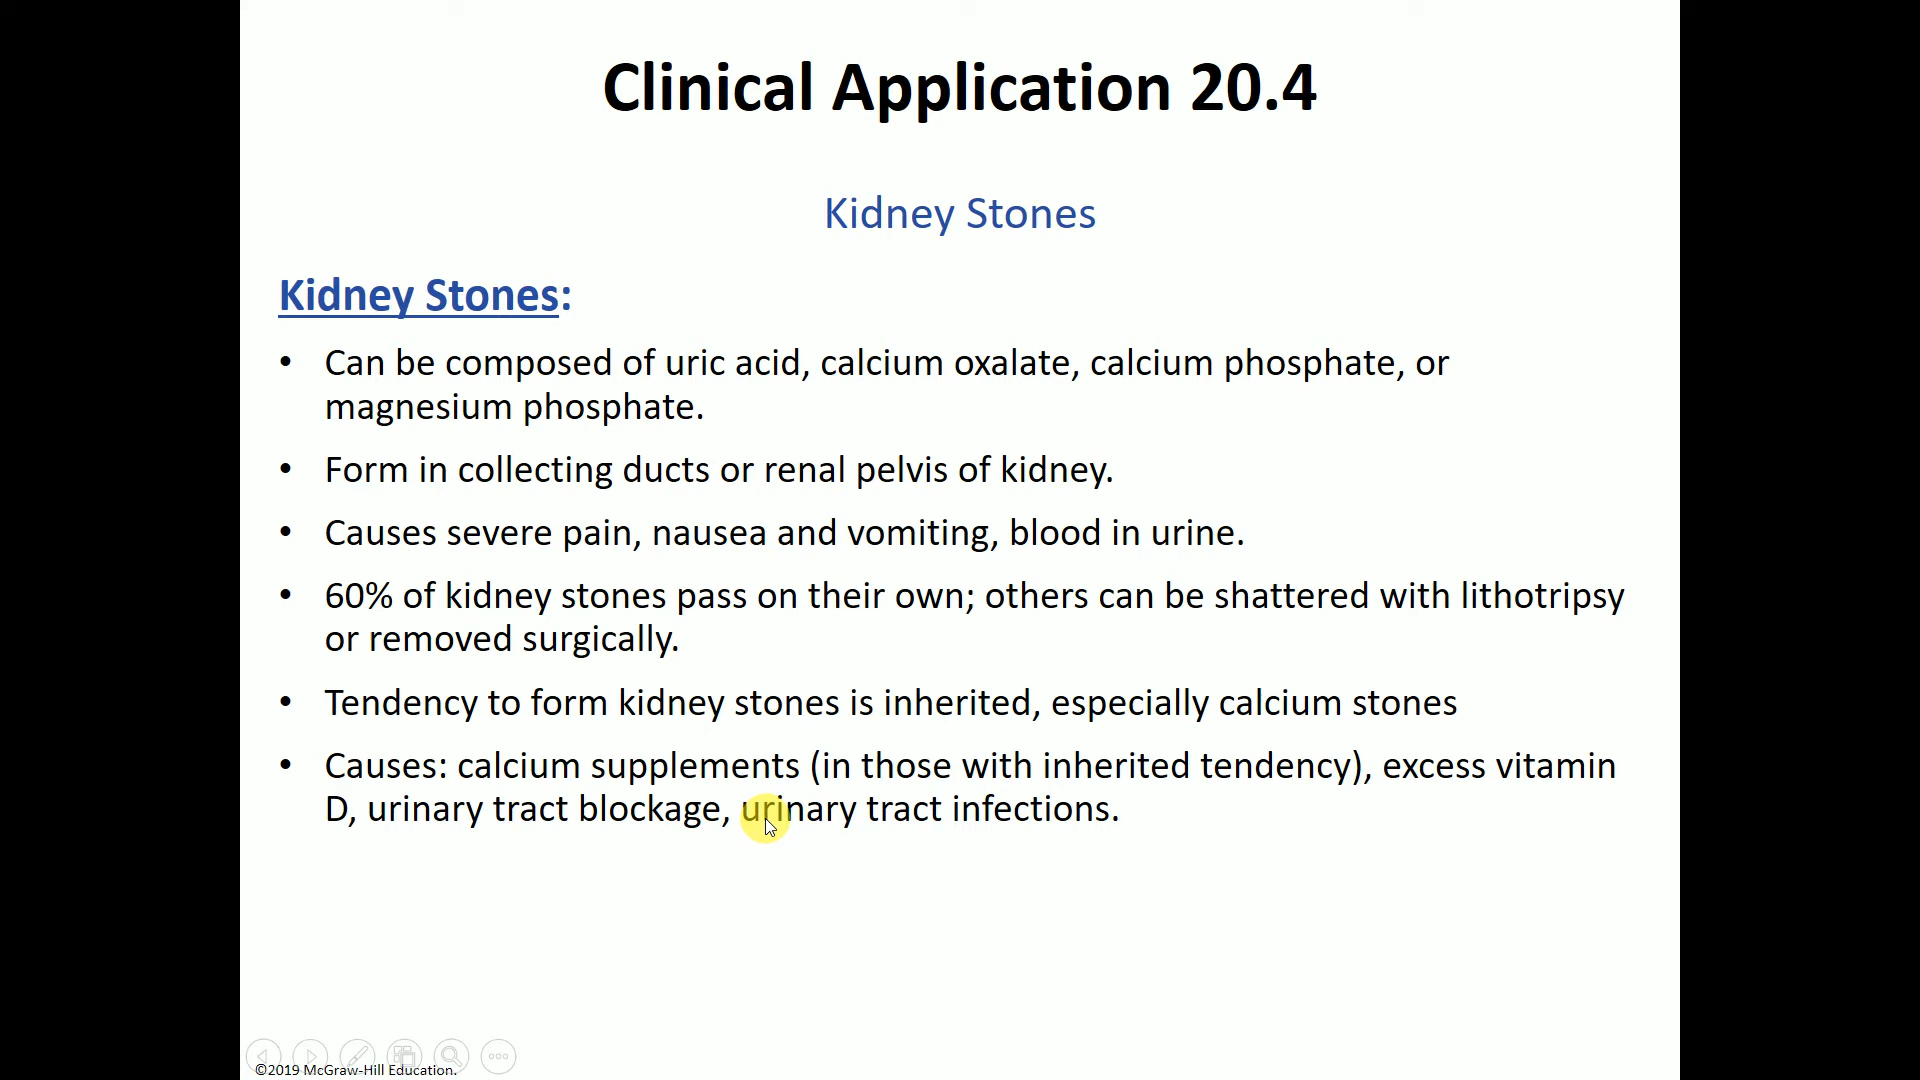 Clinical Application 20.4
Kidney Stones
Kidney Stones:
• Can be composed of uric acid, calcium oxalate, calcium phosphate, or
magnesium phosphate.
• Form in collecting ducts or renal pelvis of kidney.
• Causes severe pain, nausea and vomiting, blood in urine.
• 60% of kidney stones pass on their own; others can be shattered with lithotripsy
or removed surgically.
• Tendency to form kidney stones is inherited, especially calcium stones
• Causes: calcium supplements (in those with inherited tendency), excess vitamin
D, urinary tract blockage, urinary tract infections.
©2019 McGraw-Hill Education.